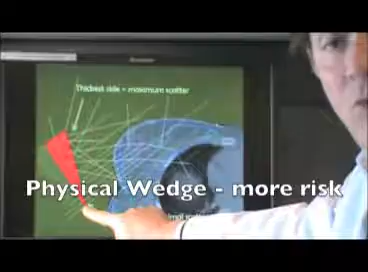 Thickest side = maximum scatter
Physical Wedge - more risk